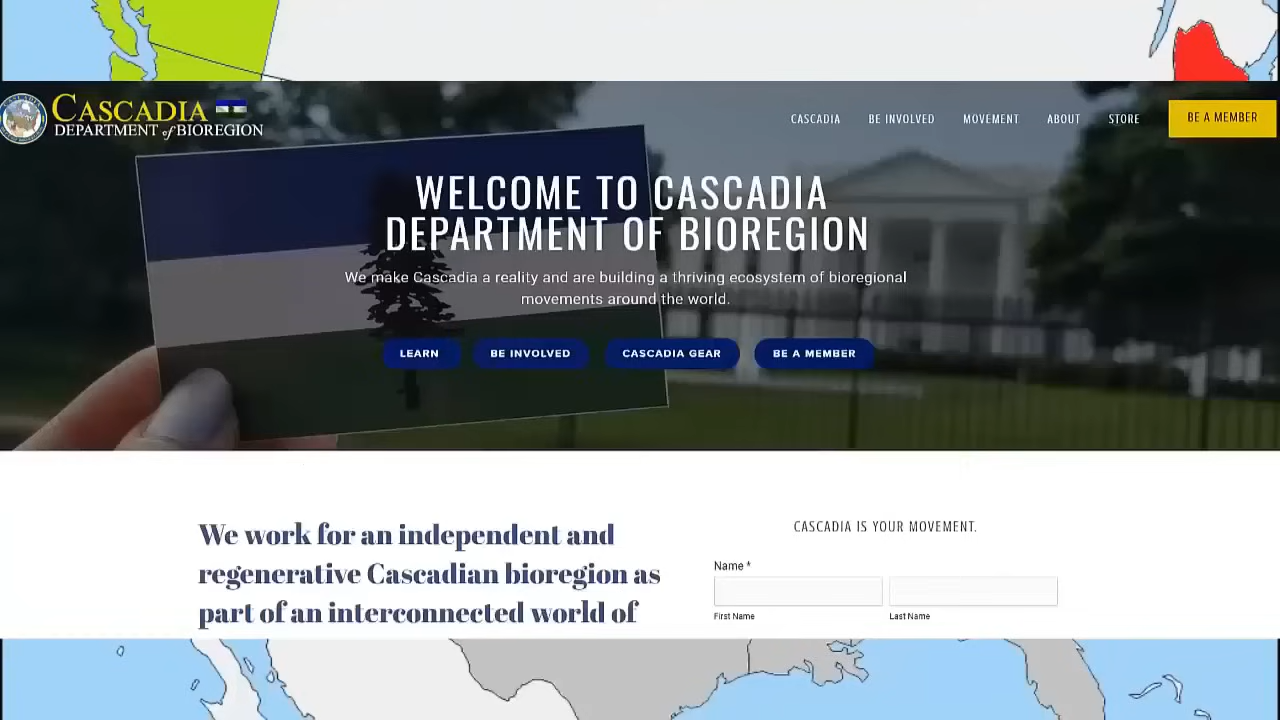 CASCADIA
DEPARTMENT of BIOREGION
CASCADIA BE INVOLVED MOVEMENT ABOUT STORE BE A MEMBER
WELCOME TO CASCADIA
DEPARTMENT OF BIOREGION
We make Cascadia a reality and are building a thriving ecosystem of bioregional
movements around the world.
LEARN BE INVOLVED CASCADIA GEAR BE A MEMBER
We work for an independent and
regenerative Cascadian bioregion as
part of an interconnected world of
CASCADIA IS YOUR MOVEMENT.
Name *
First Name Last Name